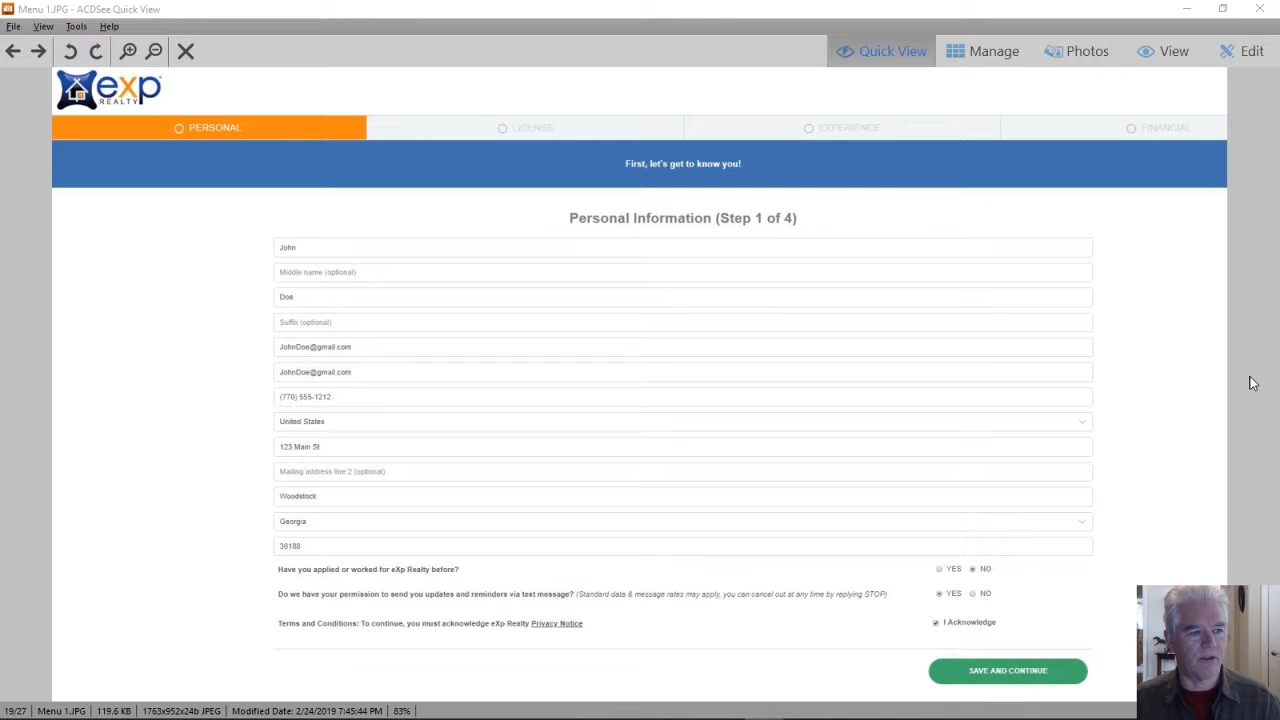 Menu 1.JPG - ACDSee Quick View
File View Tools Help
Quick View Manage Photos View Edit
eXp
REALTY
PERSONAL LICENSE EXPERIENCE FINANCIAL
First, let's get to know you!
Personal Information (Step 1 of 4)
John
Middle name (optional)
Doe
Suffix (optional)
JohnDoe@gmail.com
JohnDoe@gmail.com
(770) 555-1212
United States
123 Main St
Mailing address line 2 (optional)
Woodstock
Georgia
30188
Have you applied or worked for eXp Realty before? YES NO
Do we have your permission to send you updates and reminders via text message? (Standard data & message rates may apply, you can cancel out at any time by replying STOP) YES NO
Terms and Conditions: To continue, you must acknowledge eXp Realty Privacy Notice I Acknowledge
SAVE AND CONTINUE
19/27 Menu 1.JPG 119.6 KB 1763x952x24b JPEG Modified Date: 2/24/2019 7:45:44 PM 83%